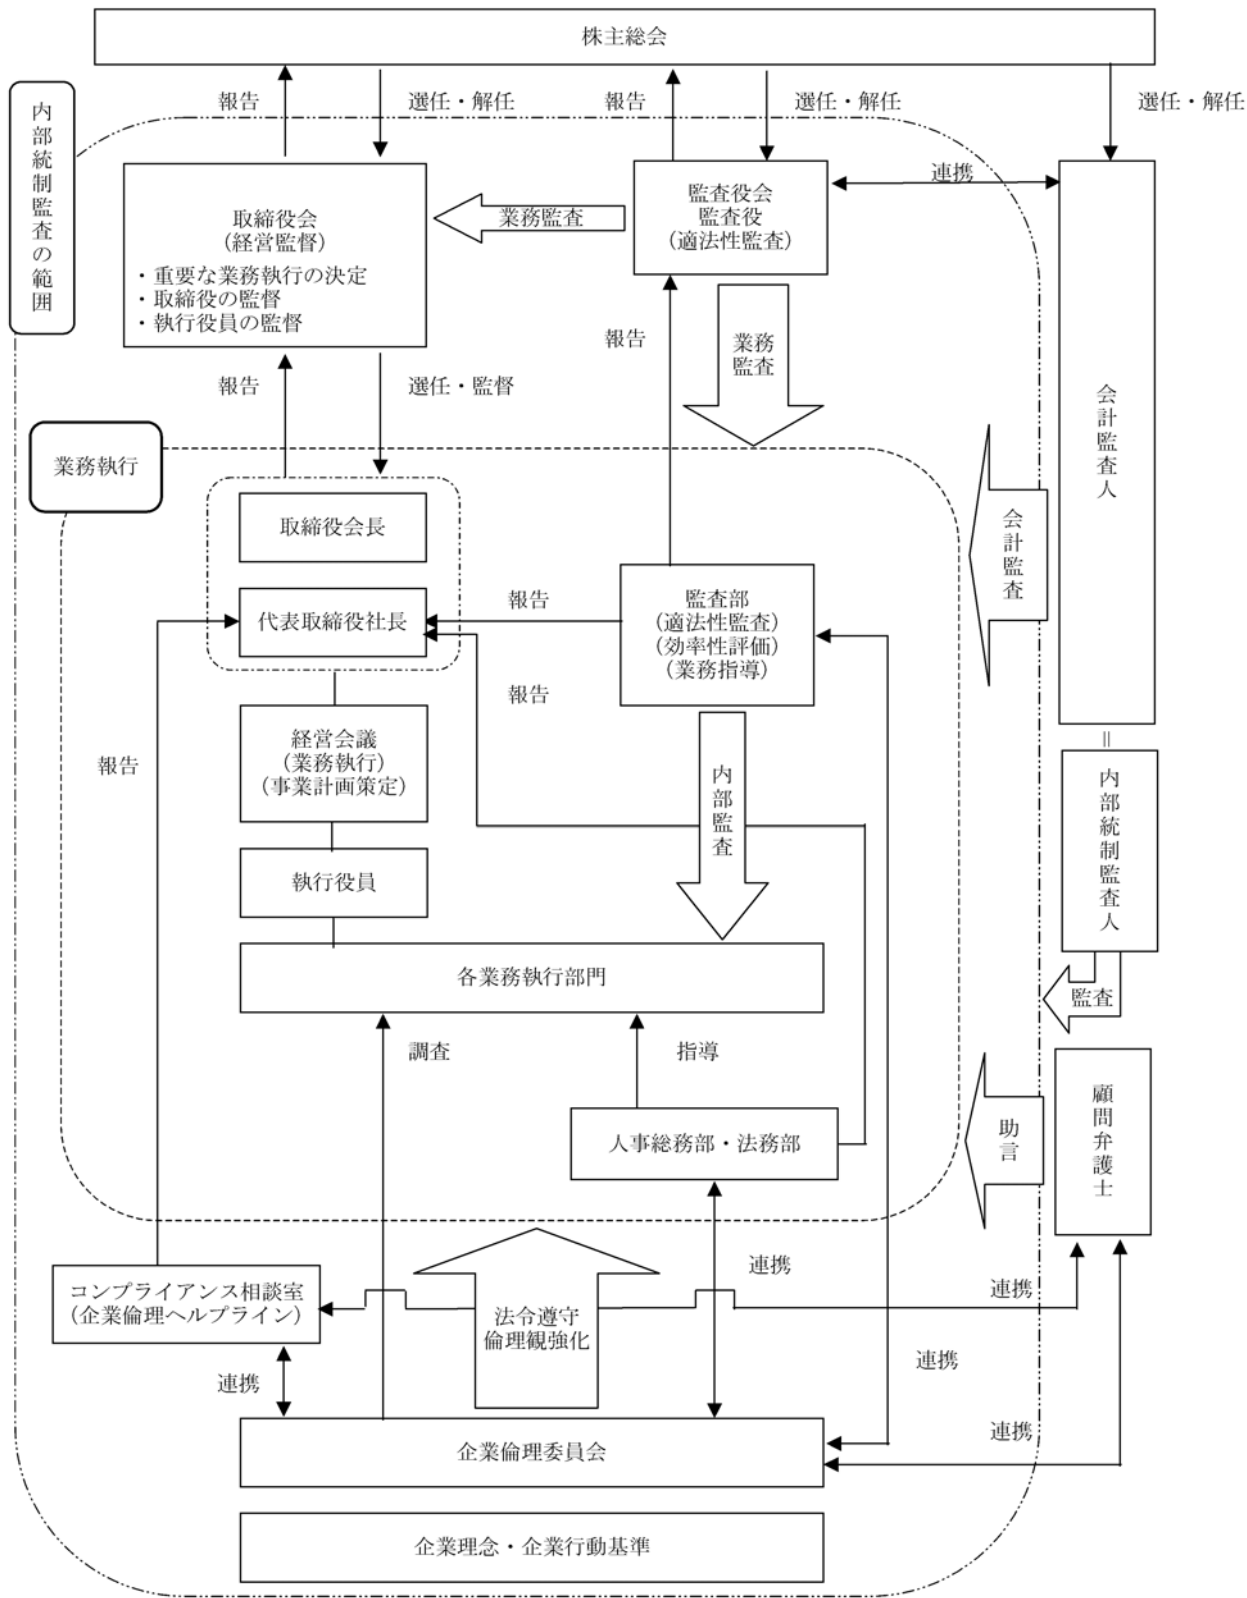 株主総会
報告
選任・解任
報告
選任・解任
選任・解任
内部統制監査の範囲
取締役会
(経営監督)
・重要な業務執行の決定
・取締役の監督
・執行役員の監督
業務監査
監査役会
監査役
(適法性監査)
連携
会計監査人
報告
選任・監督
報告
業務
監査
業務執行
取締役会長
代表取締役社長
報告
監査部
(適法性監査)
(効率性評価)
(業務指導)
会計監査
報告
報告
経営会議
(業務執行)
(事業計画策定)
内部監査
||
内部統制監査人
執行役員
各業務執行部門
監査
調査
指導
人事総務部・法務部
助言
顧問弁護士
コンプライアンス相談室
(企業倫理ヘルプライン)
法令遵守
倫理観強化
連携
連携
連携
連携
連携
企業倫理委員会
企業理念・企業行動基準